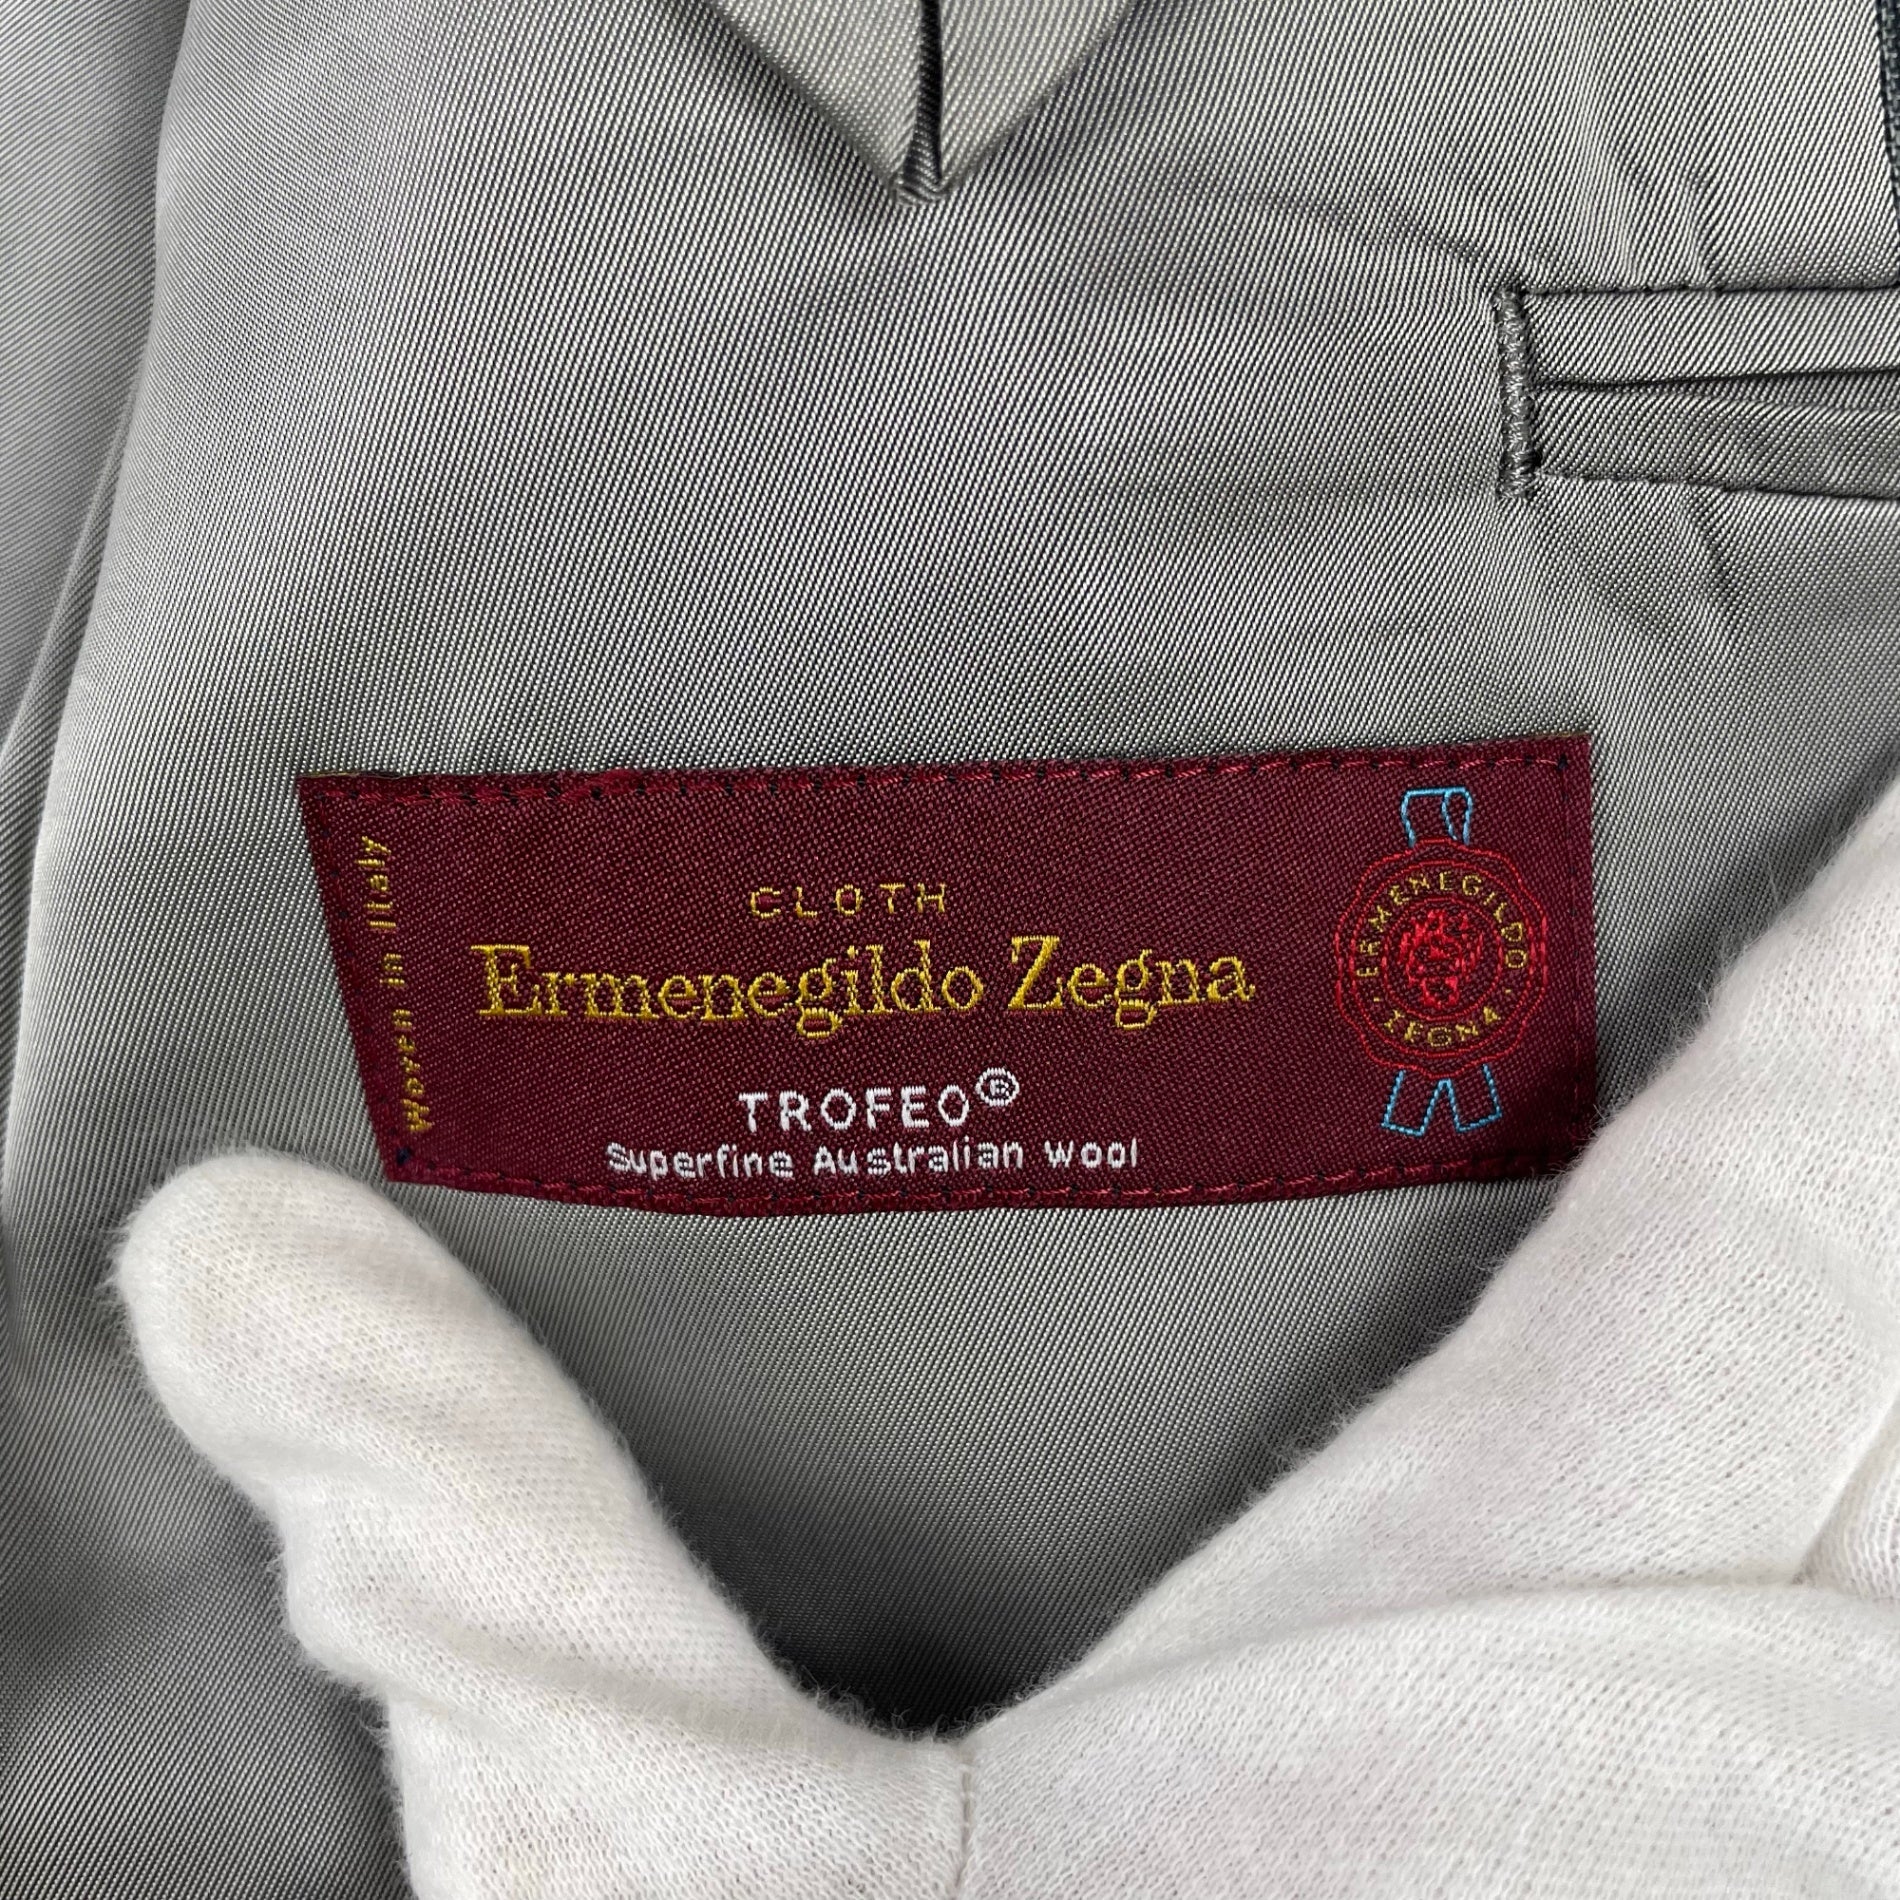 Woven in Italy
CLOTH
Ermenegildo Zegna
TROFEO®
Superfine Australian Wool
ERMENEGILDO
· ZEGNA ·